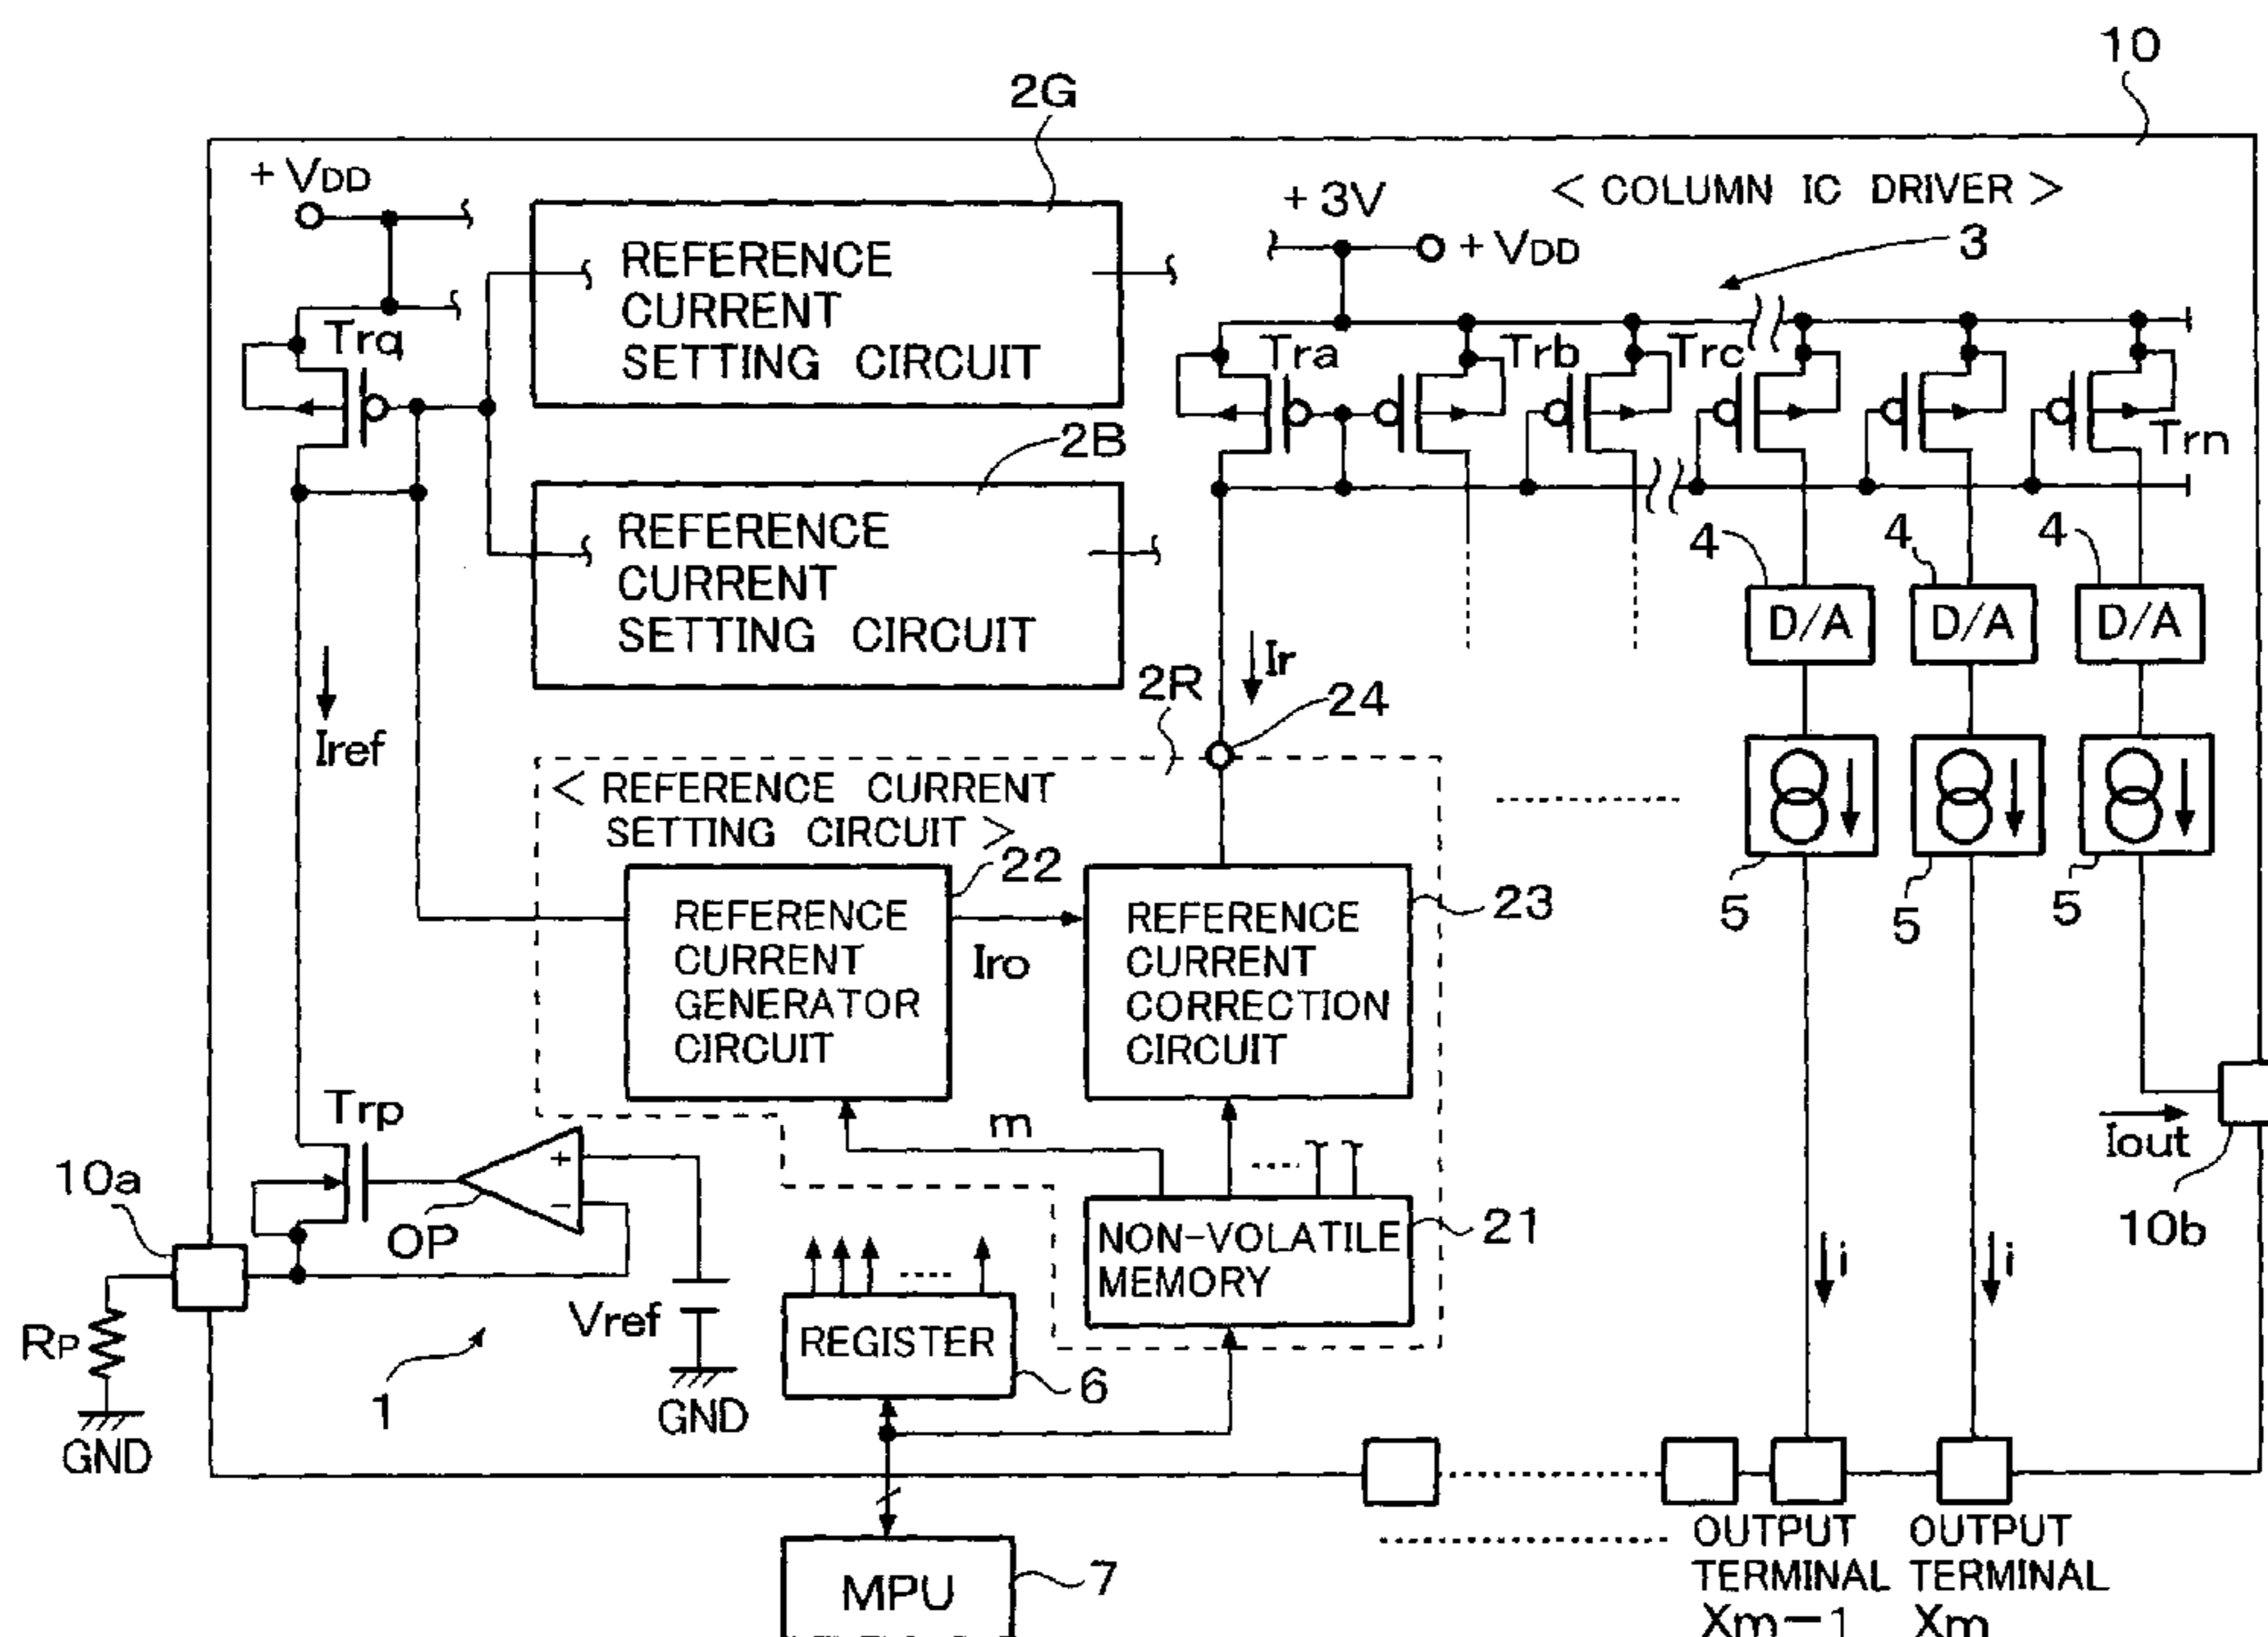 10
2G
+ VDD
+ 3V
< COLUMN IC DRIVER >
+ VDD
3
REFERENCE
CURRENT
SETTING CIRCUIT
Trq
Tra
Trb
Trc
Trn
2B
REFERENCE
CURRENT
SETTING CIRCUIT
4
4
4
D/A
D/A
D/A
Ir
2R
24
Iref
< REFERENCE CURRENT
SETTING CIRCUIT >
22
23
5
5
5
REFERENCE
CURRENT
GENERATOR
CIRCUIT
Iro
REFERENCE
CURRENT
CORRECTION
CIRCUIT
Trp
m
Iout
10a
+
−
OP
10b
NON-VOLATILE
MEMORY
21
i
i
RP
Vref
REGISTER
6
1
GND
GND
MPU
7
OUTPUT
TERMINAL
Xm−1
OUTPUT
TERMINAL
Xm